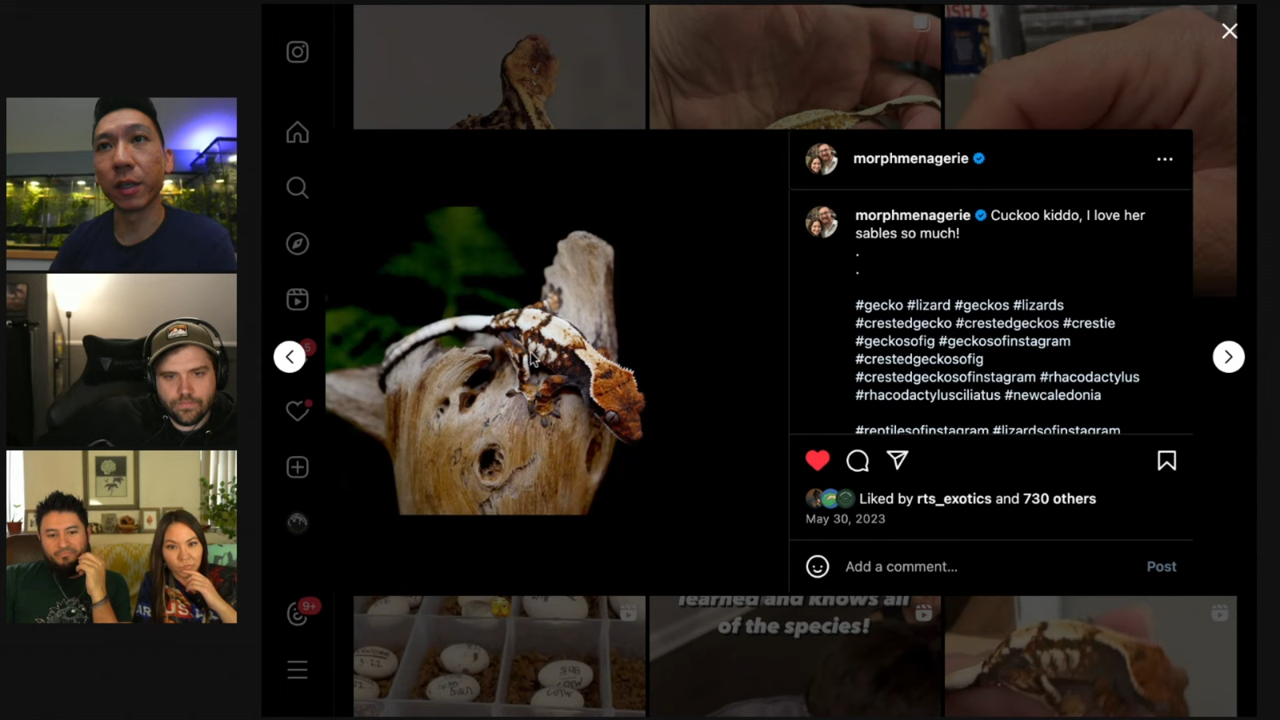 morphmenagerie
morphmenagerie Cuckoo kiddo, I love her
sables so much!
.
.
#gecko #lizard #geckos #lizards
#crestedgecko #crestedgeckos #crestie
#geckosofig #geckosofinstagram
#crestedgeckosofig
#crestedgeckosofinstagram #rhacodactylus
#rhacodactylusciliatus #newcaledonia
#reptilesofinstagram #lizardsofinstagram
Liked by rts_exotics and 730 others
May 30, 2023
Add a comment...
Post
9+
learned and knows all
of the species!